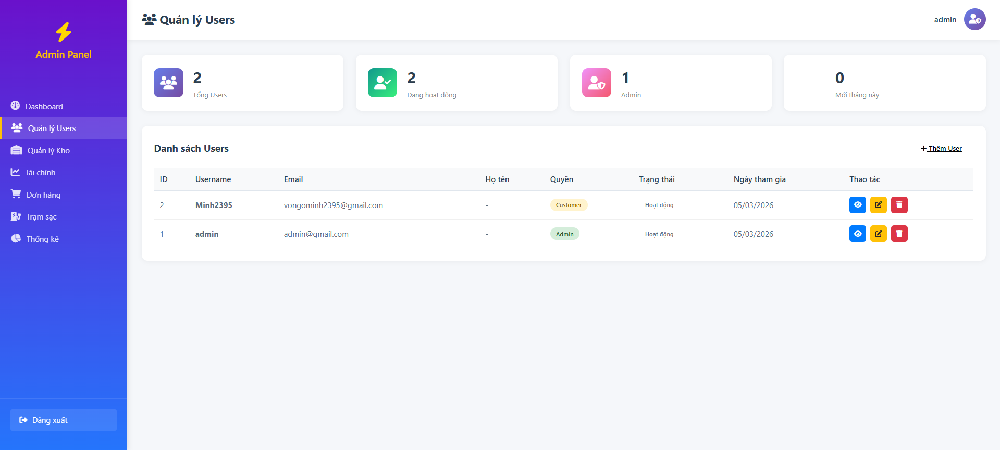 Admin Panel
Dashboard
Quản lý Users
Quản lý Kho
Tài chính
Đơn hàng
Trạm sạc
Thống kê
Đăng xuất
Quản lý Users
admin
2
Tổng Users
2
Đang hoạt động
1
Admin
0
Mới tháng này
Danh sách Users
+ Thêm User
ID Username Email Họ tên Quyền Trạng thái Ngày tham gia Thao tác
2 Minh2395 vongominh2395@gmail.com - Customer Hoạt động 05/03/2026
1 admin admin@gmail.com - Admin Hoạt động 05/03/2026